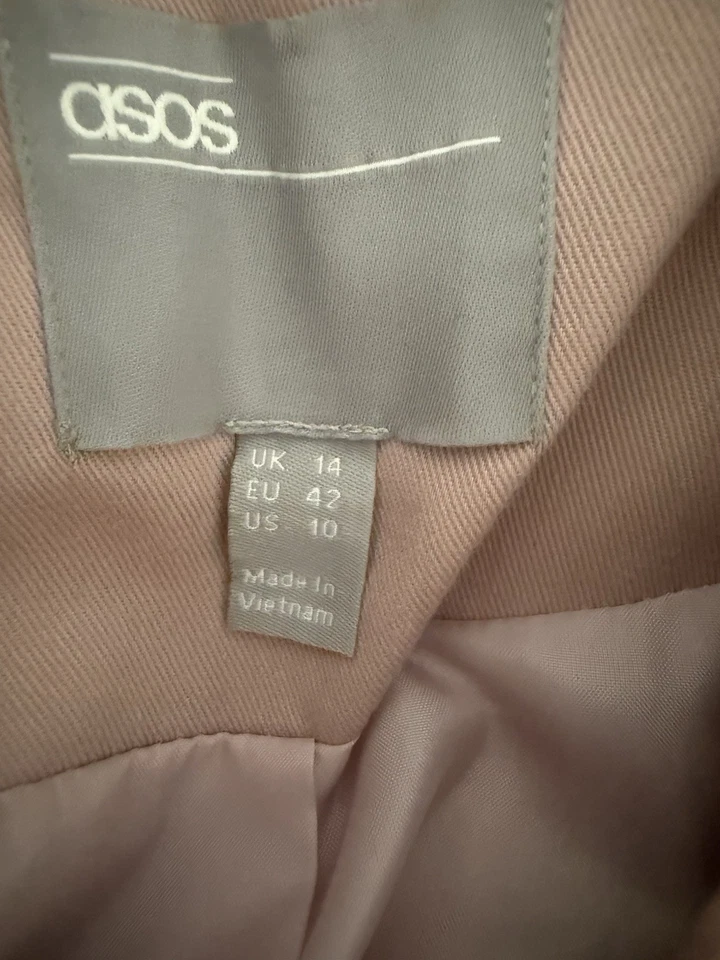 asos
UK 14
EU 42
US 10
Made In
Vietnam